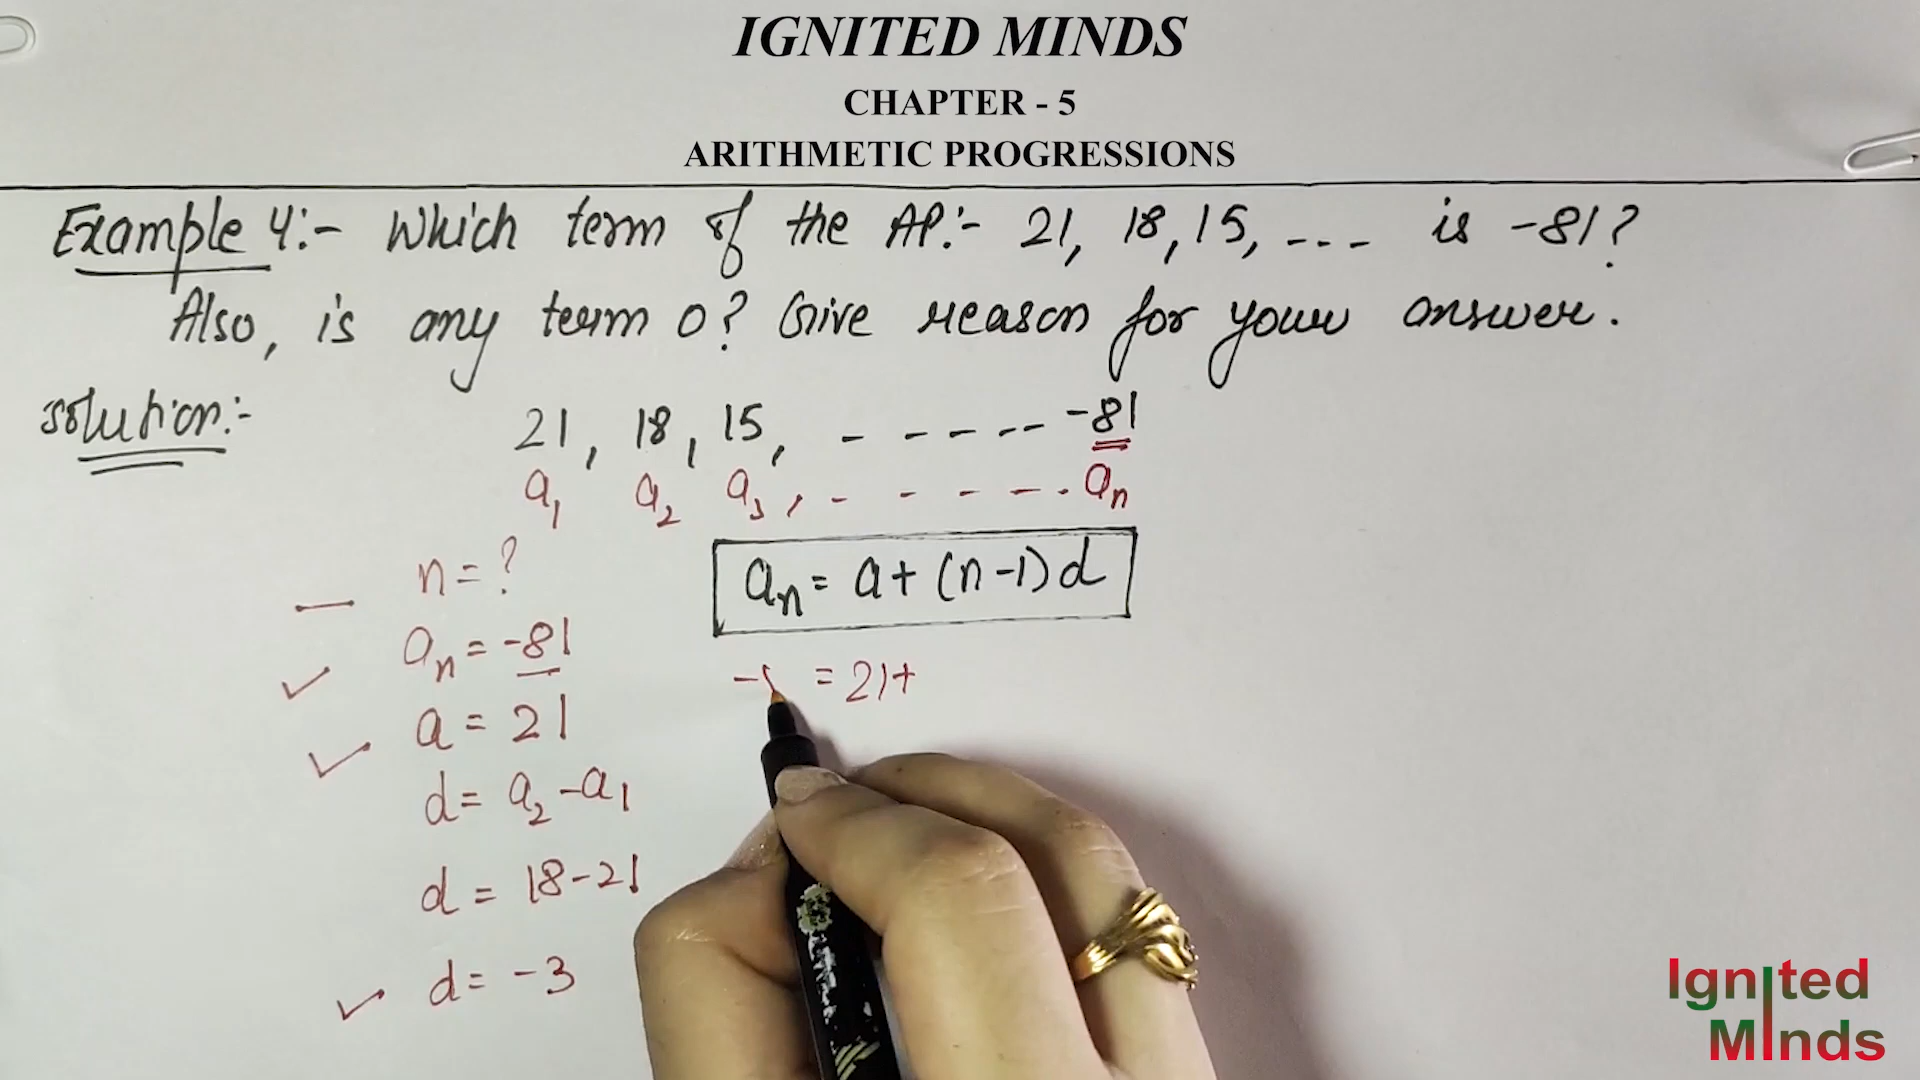 IGNITED MINDS
CHAPTER - 5
ARITHMETIC PROGRESSIONS
Example 4:- Which term of the AP:- 21, 18, 15, --- is -81?
Also, is any term 0? Give reason for your answer.
Solution:-
21, 18, 15, - - - - - -81
a₁ a₂ a₃, - - - - . aₙ
n = ?
aₙ = a + (n-1)d
aₙ = -81
= 21+
a = 21
d = a₂ - a₁
d = 18 - 21
d = -3
Ignited
Minds